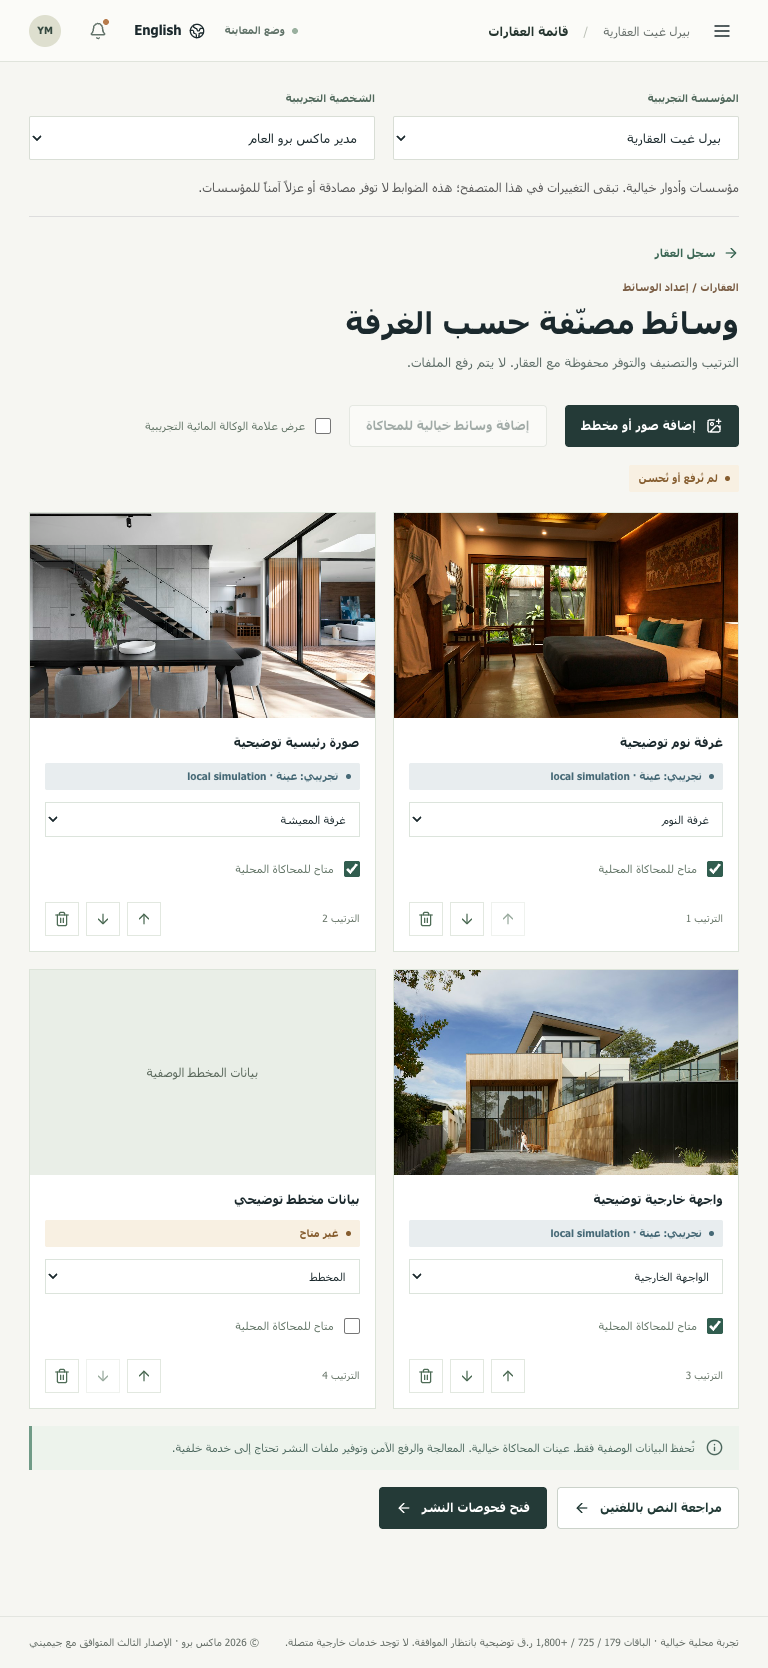 بيرل غيت العقارية / قائمة العقارات
وضع المعاينة
English
YM
المؤسسة التجريبية
بيرل غيت العقارية
الشخصية التجريبية
مدير ماكس برو العام
مؤسسات وأدوار خيالية. تبقى التغييرات في هذا المتصفح؛ هذه الضوابط لا توفر مصادقة أو عزلاً آمناً للمؤسسات.
سجل العقار
العقارات / إعداد الوسائط
وسائط مصنّفة حسب الغرفة
الترتيب والتصنيف والتوفر محفوظة مع العقار. لا يتم رفع الملفات.
إضافة صور أو مخطط
إضافة وسائط خيالية للمحاكاة
عرض علامة الوكالة المائية التجريبية
لم تُرفع أو تُحسن
غرفة نوم توضيحية
تجريبي: عينة · local simulation
غرفة النوم
متاح للمحاكاة المحلية
الترتيب 1
صورة رئيسية توضيحية
تجريبي: عينة · local simulation
غرفة المعيشة
متاح للمحاكاة المحلية
الترتيب 2
واجهة خارجية توضيحية
تجريبي: عينة · local simulation
الواجهة الخارجية
متاح للمحاكاة المحلية
الترتيب 3
بيانات المخطط الوصفية
بيانات مخطط توضيحي
غير متاح
المخطط
متاح للمحاكاة المحلية
الترتيب 4
تُحفظ البيانات الوصفية فقط. عينات المحاكاة خيالية. المعالجة والرفع الآمن وتوفير ملفات النشر تحتاج إلى خدمة خلفية.
مراجعة النص باللغتين
فتح فحوصات النشر
تجربة محلية خيالية · الباقات 179 / 725 / +1,800 ر.ق توضيحية بانتظار الموافقة. لا توجد خدمات خارجية متصلة.
© 2026 ماكس برو · الإصدار الثالث المتوافق مع جيميني